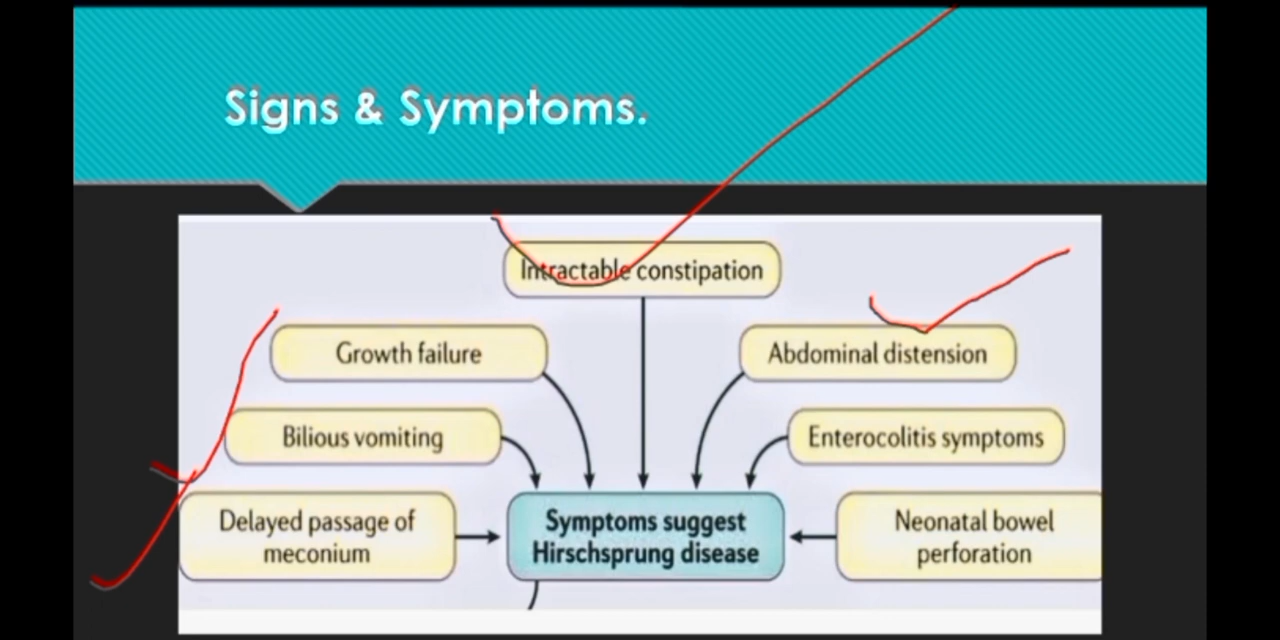 Signs & Symptoms.
Intractable constipation
Growth failure
Abdominal distension
Bilious vomiting
Enterocolitis symptoms
Delayed passage of
meconium
Symptoms suggest
Hirschsprung disease
Neonatal bowel
perforation